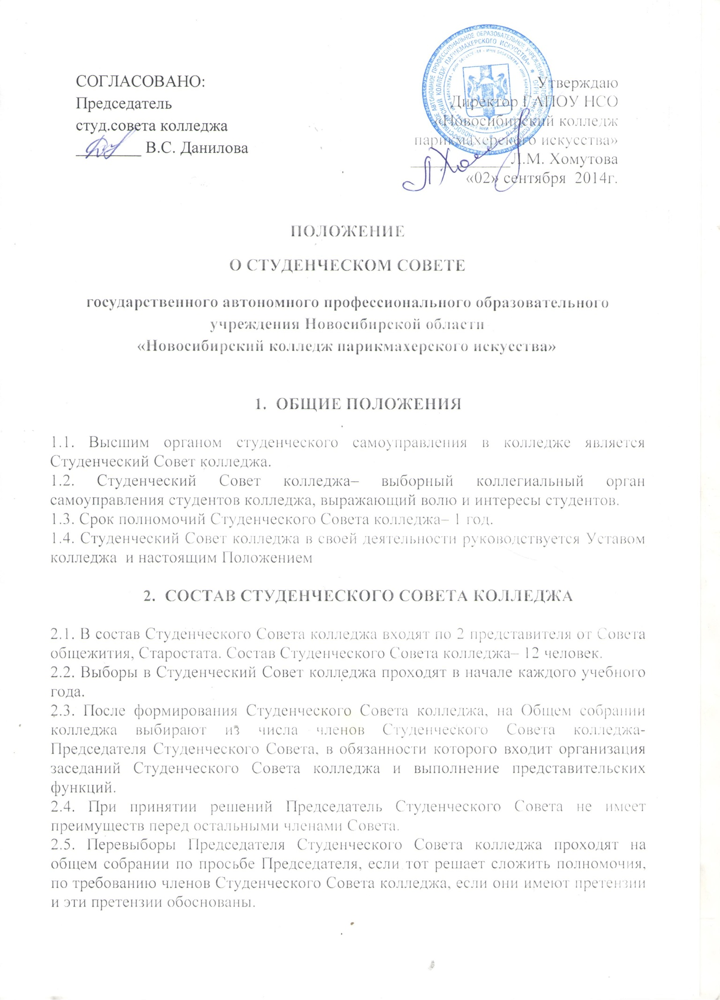 СОГЛАСОВАНО:
Председатель
студ.совета колледжа
________ В.С. Данилова
Утверждаю
Директор ГАПОУ НСО
«Новосибирский колледж
парикмахерского искусства»
____________Л.М. Хомутова
«02» сентября 2014г.
ПОЛОЖЕНИЕ
О СТУДЕНЧЕСКОМ СОВЕТЕ
государственного автономного профессионального образовательного
учреждения Новосибирской области
«Новосибирский колледж парикмахерского искусства»
1. ОБЩИЕ ПОЛОЖЕНИЯ
1.1. Высшим органом студенческого самоуправления в колледже является
Студенческий Совет колледжа.
1.2. Студенческий Совет колледжа– выборный коллегиальный орган
самоуправления студентов колледжа, выражающий волю и интересы студентов.
1.3. Срок полномочий Студенческого Совета колледжа– 1 год.
1.4. Студенческий Совет колледжа в своей деятельности руководствуется Уставом
колледжа и настоящим Положением
2. СОСТАВ СТУДЕНЧЕСКОГО СОВЕТА КОЛЛЕДЖА
2.1. В состав Студенческого Совета колледжа входят по 2 представителя от Совета
общежития, Старостата. Состав Студенческого Совета колледжа– 12 человек.
2.2. Выборы в Студенческий Совет колледжа проходят в начале каждого учебного
года.
2.3. После формирования Студенческого Совета колледжа, на Общем собрании
колледжа выбирают из числа членов Студенческого Совета колледжа-
Председателя Студенческого Совета, в обязанности которого входит организация
заседаний Студенческого Совета колледжа и выполнение представительских
функций.
2.4. При принятии решений Председатель Студенческого Совета не имеет
преимуществ перед остальными членами Совета.
2.5. Перевыборы Председателя Студенческого Совета колледжа проходят на
общем собрании по просьбе Председателя, если тот решает сложить полномочия,
по требованию членов Студенческого Совета колледжа, если они имеют претензии
и эти претензии обоснованы.